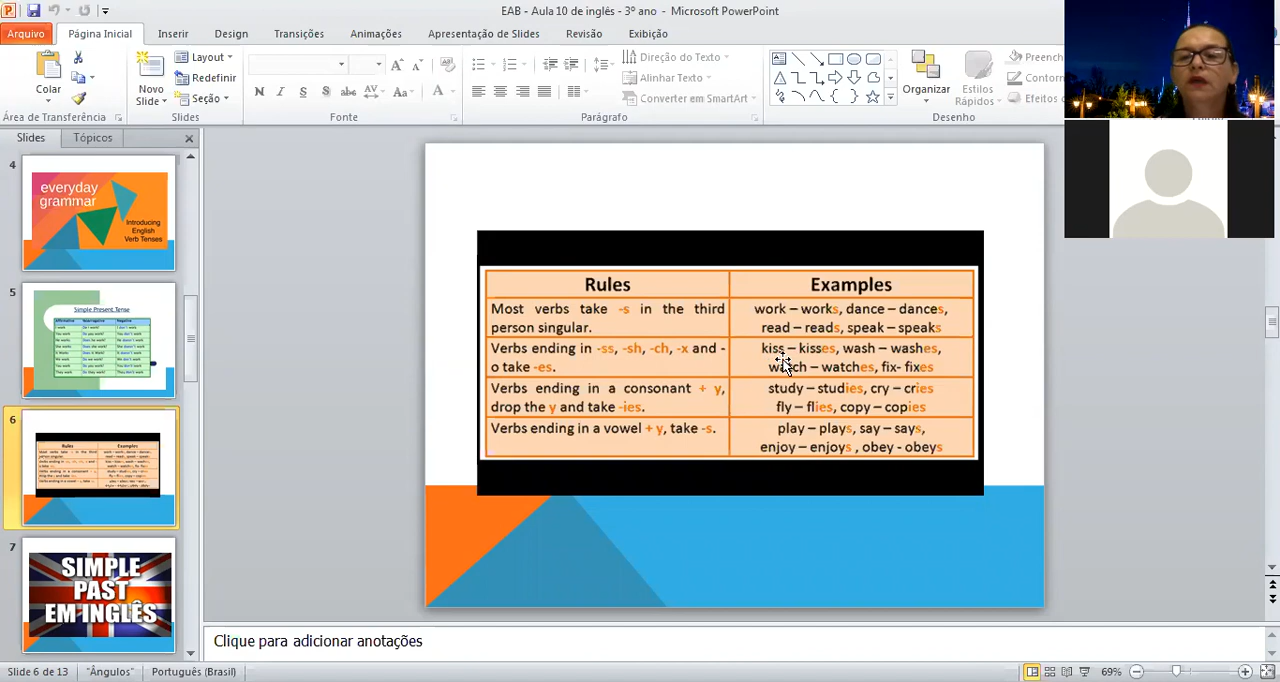 EAB - Aula 10 de inglês - 3º ano - Microsoft PowerPoint
Arquivo Página Inicial Inserir Design Transições Animações Apresentação de Slides Revisão Exibição
Colar
Novo
Slide
Layout
Redefinir
Seção
Direção do Texto
Alinhar Texto
Converter em SmartArt
Organizar
Estilos
Rápidos
Preench
Contorn
Efeitos
Área de Transferência Slides Fonte Parágrafo Desenho
Slides Tópicos
4
everyday
grammar
Introducing
English
Verb Tenses
5
Simple Present Tense
6
7
SIMPLE
PAST
EM INGLÊS
Rules Examples
Most verbs take -s in the third
person singular.
work – works, dance – dances,
read – reads, speak – speaks
Verbs ending in -ss, -sh, -ch, -x and -
o take -es.
kiss – kisses, wash – washes,
watch – watches, fix- fixes
Verbs ending in a consonant + y,
drop the y and take -ies.
study – studies, cry – cries
fly – flies, copy – copies
Verbs ending in a vowel + y, take -s.
play – plays, say – says,
enjoy – enjoys , obey - obeys
Clique para adicionar anotações
Slide 6 de 13 "Ângulos" Português (Brasil) 69%